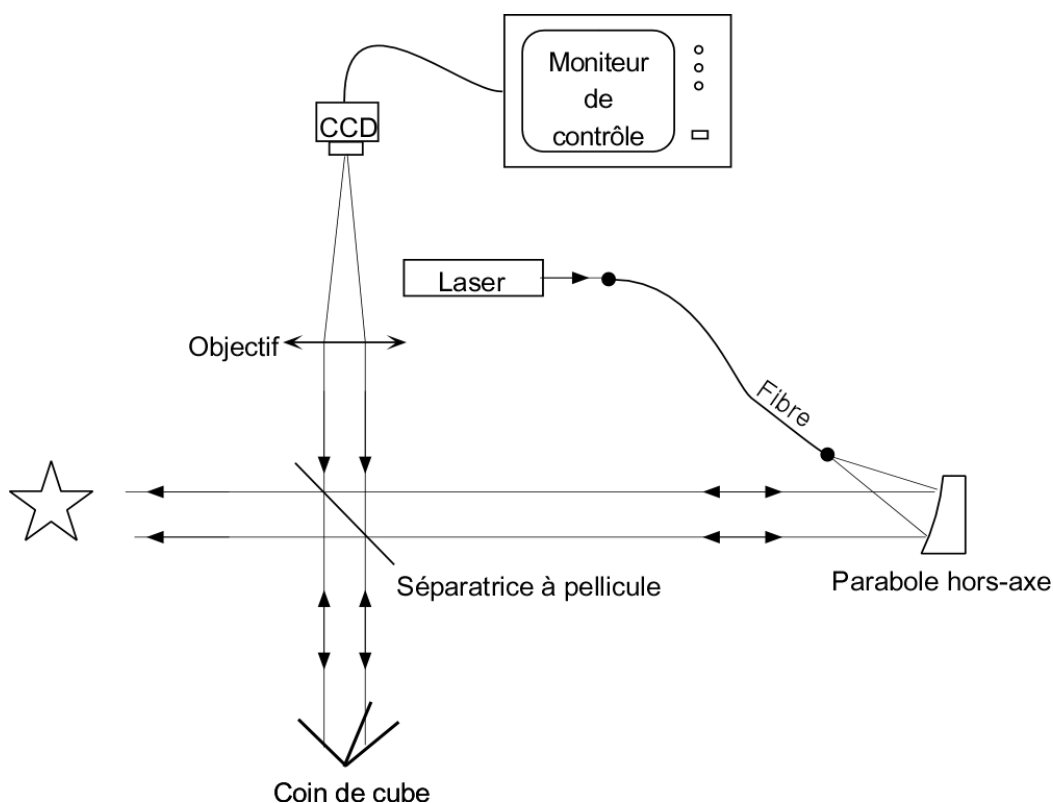 Moniteur
de
contrôle
CCD
Laser
Objectif
Fibre
Séparatrice à pellicule
Parabole hors-axe
Coin de cube